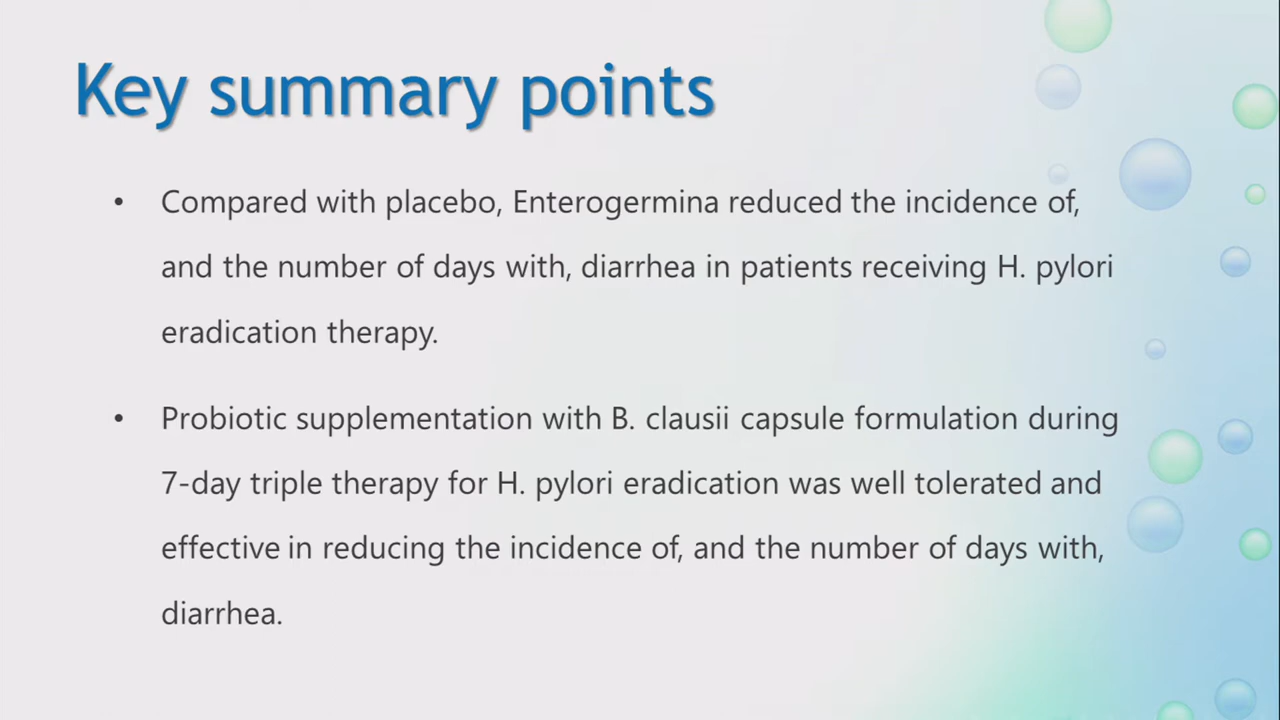 Key summary points
• Compared with placebo, Enterogermina reduced the incidence of,
and the number of days with, diarrhea in patients receiving H. pylori
eradication therapy.
• Probiotic supplementation with B. clausii capsule formulation during
7-day triple therapy for H. pylori eradication was well tolerated and
effective in reducing the incidence of, and the number of days with,
diarrhea.